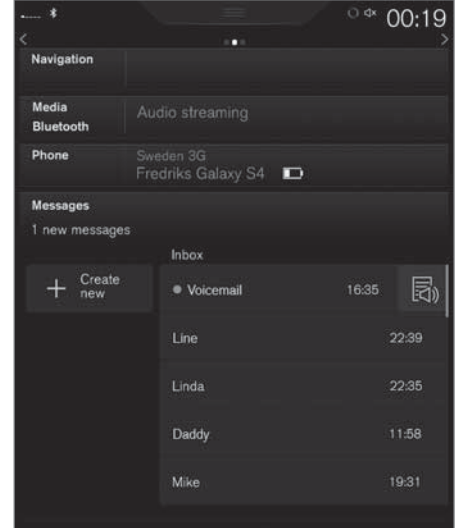 00:19
Navigation
Media
Bluetooth
Audio streaming
Phone
Sweden 3G
Fredriks Galaxy S4
Messages
1 new messages
Inbox
Create
new
Voicemail 16:35
Line 22:39
Linda 22:35
Daddy 11:58
Mike 19:31